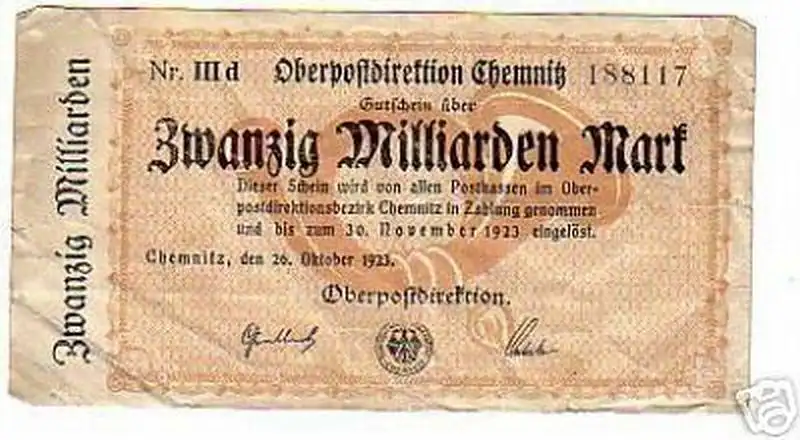 Zwanzig Milliarden
Nr. III d Oberpostdirektion Chemnitz 188117
Gutschein über
Zwanzig Milliarden Mark
Dieser Schein wird von allen Postkassen im Ober-
postdirektionsbezirk Chemnitz in Zahlung genommen
und bis zum 30. November 1923 eingelöst.
Chemnitz, den 26. Oktober 1923.
Oberpostdirektion.